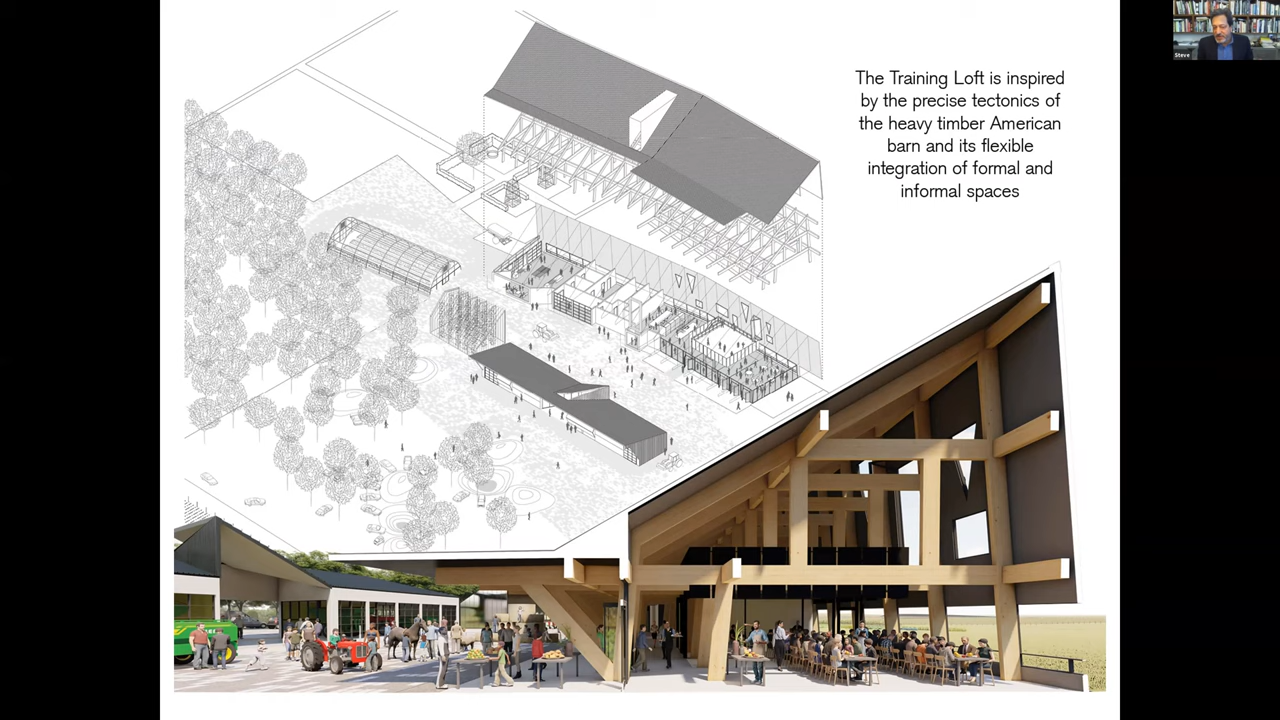 The Training Loft is inspired
by the precise tectonics of
the heavy timber American
barn and its flexible
integration of formal and
informal spaces
Steve